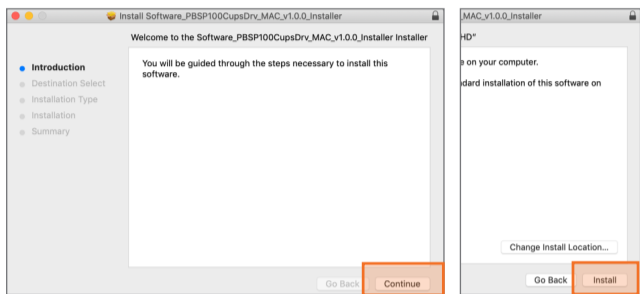 Install Software_PBSP100CupsDrv_MAC_v1.0.0_Installer
Welcome to the Software_PBSP100CupsDrv_MAC_v1.0.0_Installer Installer
Introduction
Destination Select
Installation Type
Installation
Summary
You will be guided through the steps necessary to install this
software.
Go Back
Continue
_MAC_v1.0.0_Installer
HD"
on your computer.
installation of this software on
Change Install Location...
Go Back
Install